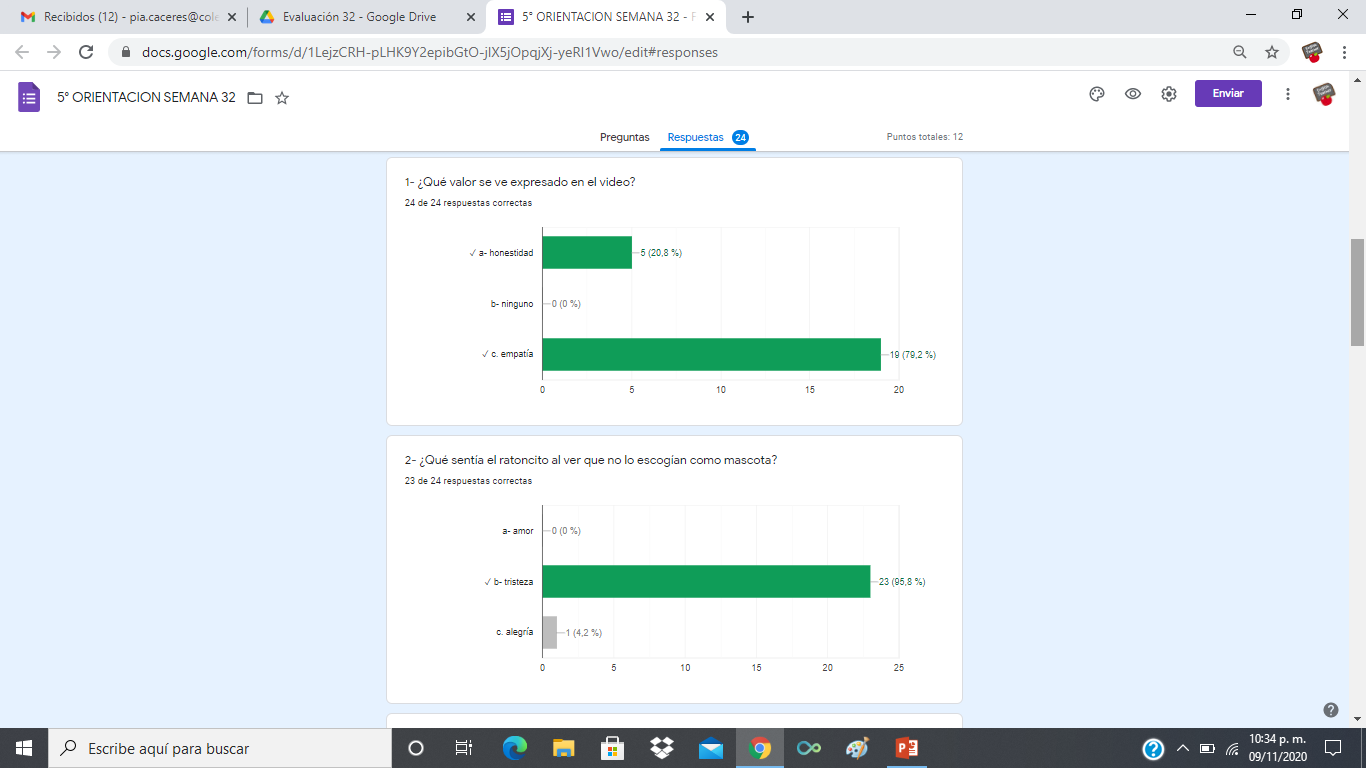 Recibidos (12) - pia.caceres@cole
Evaluación 32 - Google Drive
5° ORIENTACION SEMANA 32 - F
docs.google.com/forms/d/1LejzCRH-pLHK9Y2epibGtO-jlX5jOpqjXj-yeRl1Vwo/edit#responses
5° ORIENTACION SEMANA 32
Enviar
Preguntas
Respuestas
24
Puntos totales: 12
1- ¿Qué valor se ve expresado en el video?
24 de 24 respuestas correctas
✓ a- honestidad
5 (20,8 %)
b- ninguno
0 (0 %)
✓ c. empatía
19 (79,2 %)
0 5 10 15 20
2- ¿Qué sentía el ratoncito al ver que no lo escogían como mascota?
23 de 24 respuestas correctas
a- amor
0 (0 %)
✓ b- tristeza
23 (95,8 %)
c. alegría
1 (4,2 %)
0 5 10 15 20 25
Escribe aquí para buscar
10:34 p. m.
09/11/2020